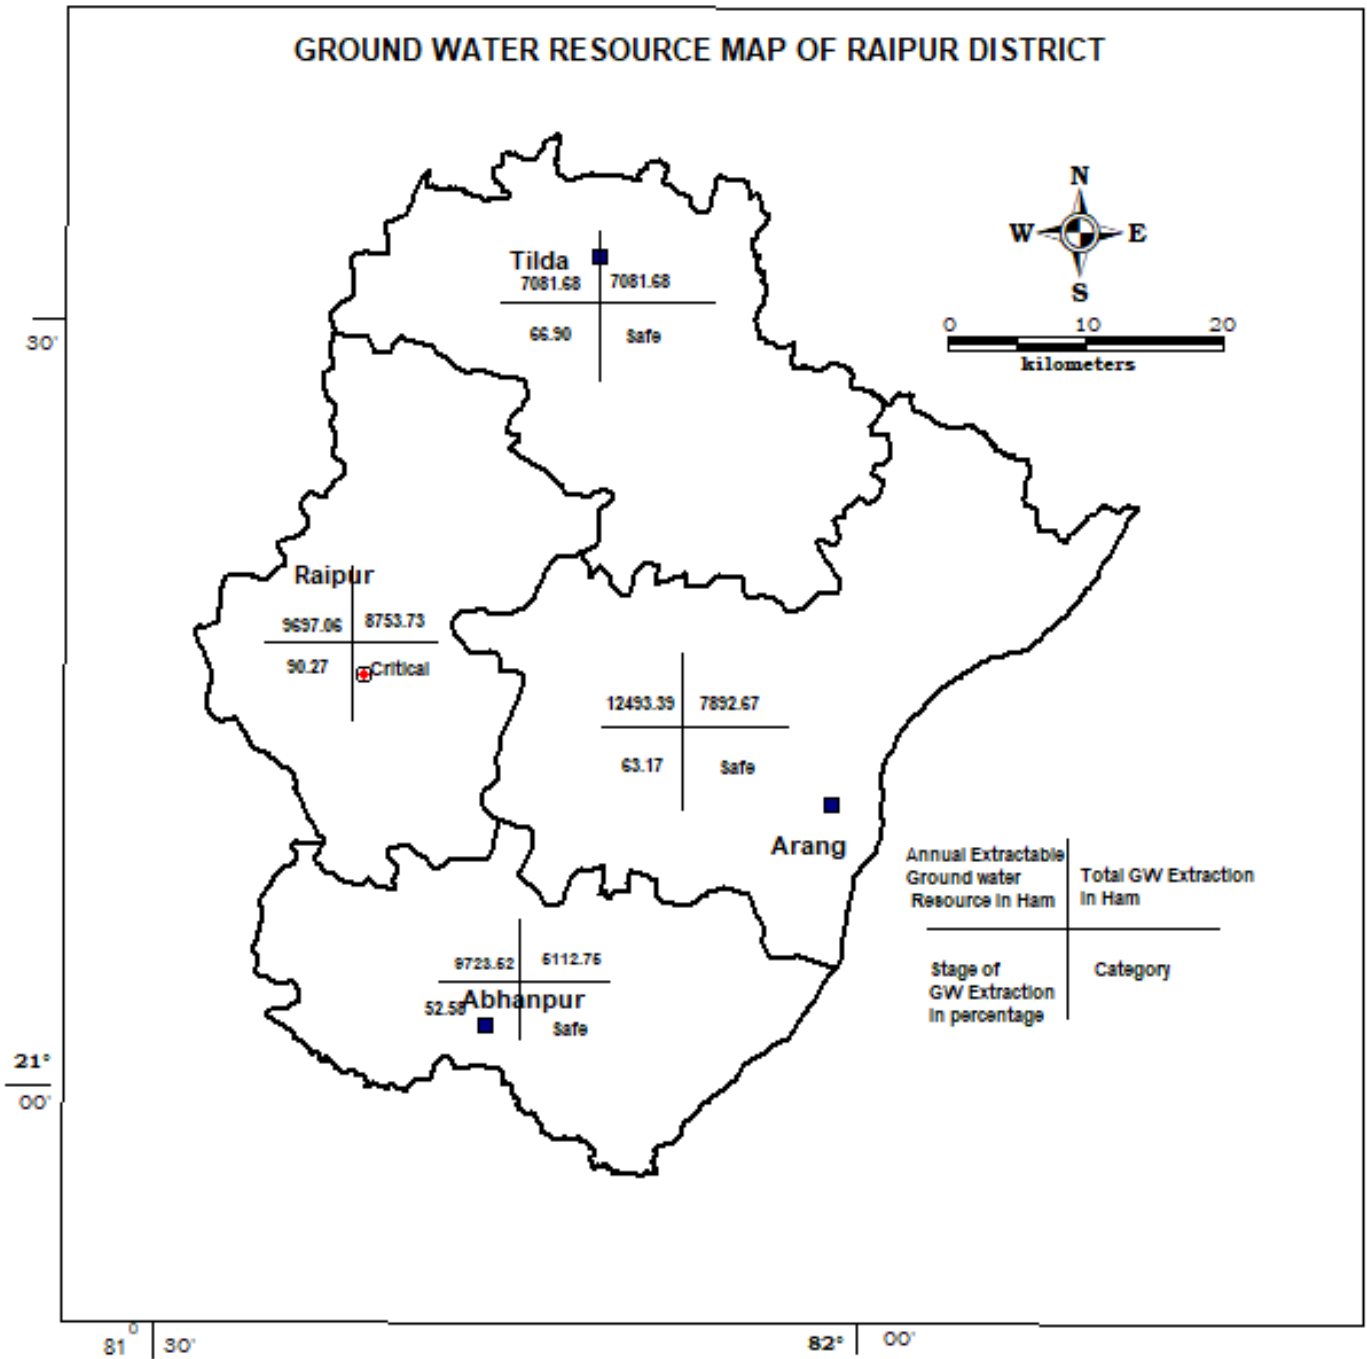 GROUND WATER RESOURCE MAP OF RAIPUR DISTRICT
N
W E
S
0 10 20
kilometers
30'
Tilda
7081.68 7081.68
66.90 Safe
Raipur
9697.06 8753.73
90.27 Critical
12493.39 7892.67
63.17 Safe
Arang
Annual Extractable
Ground water
Resource in Ham
Total GW Extraction
in Ham
Stage of
GW Extraction
in percentage
Category
9723.52 5112.75
52.58 Abhanpur
Safe
21°
00'
81° 30'
82° 00'